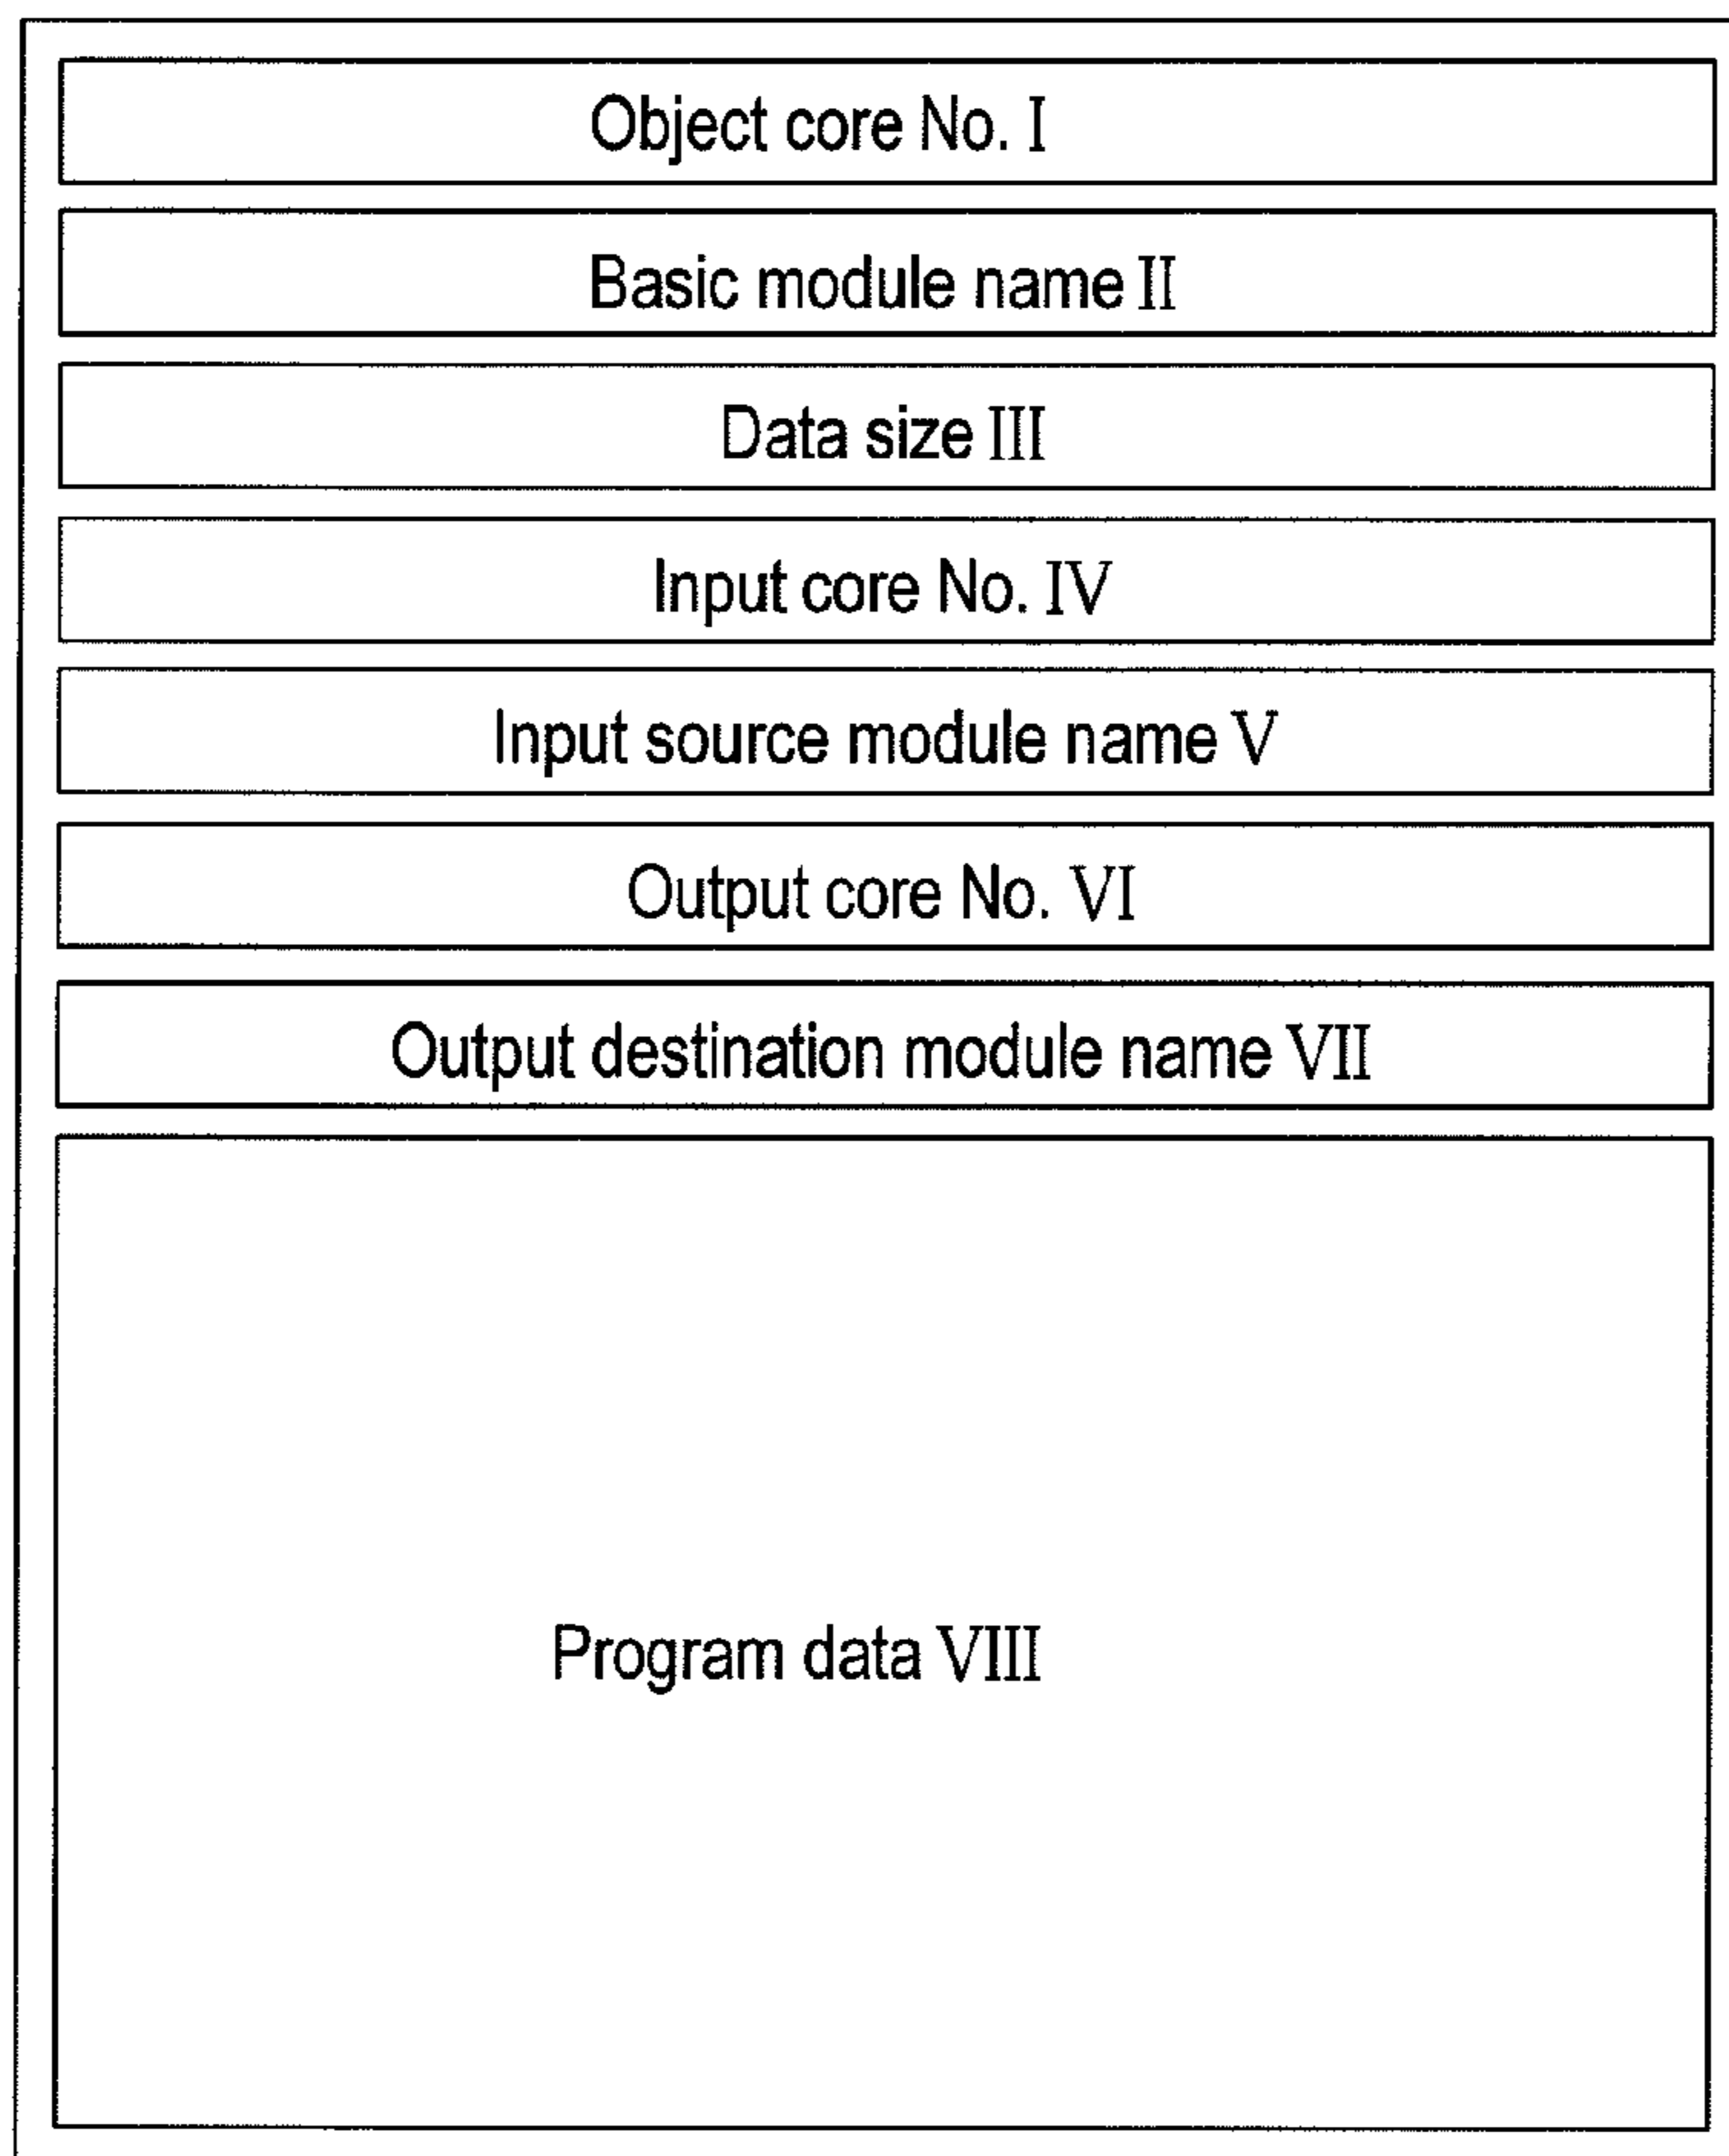 Object core No. I
Basic module name II
Data size III
Input core No. IV
Input source module name V
Output core No. VI
Output destination module name VII
Program data VIII